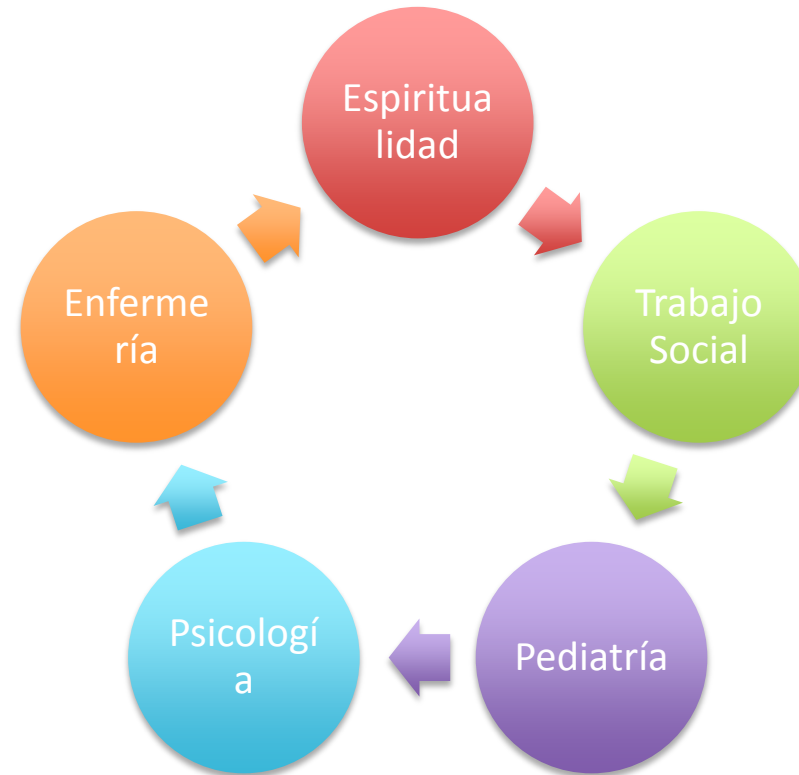 Espiritua
lidad
Trabajo
Social
Pediatría
Psicologí
a
Enferme
ría